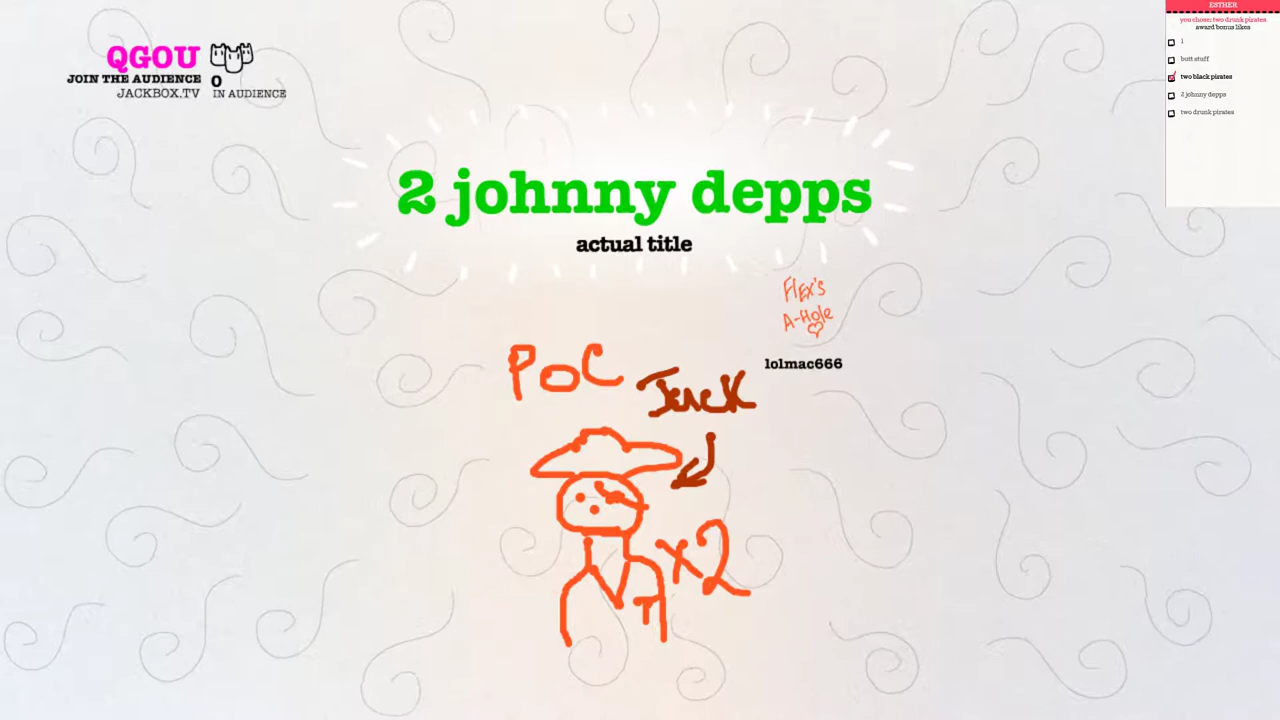 QGOU
JOIN THE AUDIENCE
JACKBOX.TV
0
IN AUDIENCE
2 johnny depps
actual title
Flex's
A-Hole
lolmac666
POC
Jack
x2
ESTHER
you chose: two drunk pirates
award bonus likes
1
butt stuff
two black pirates
2 johnny depps
two drunk pirates